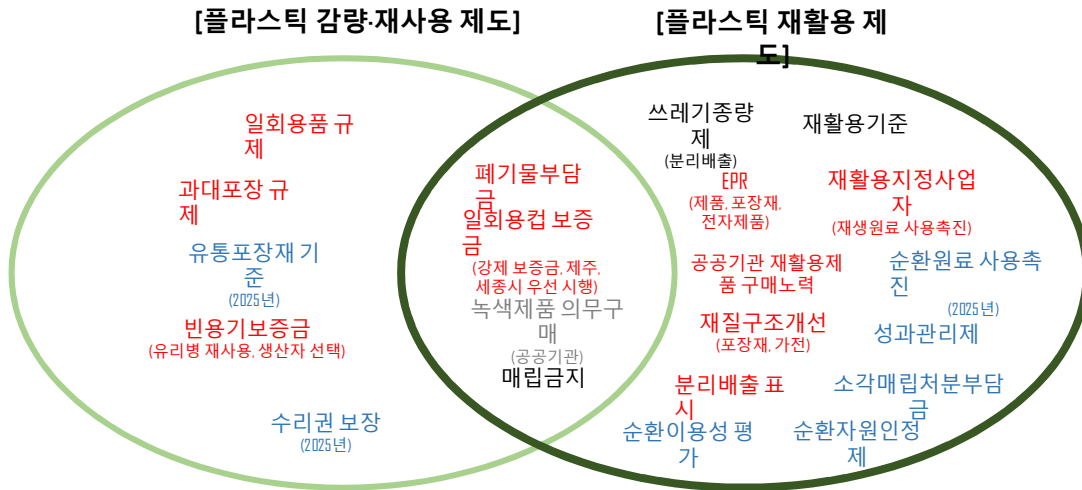 [플라스틱 감량·재사용 제도]
[플라스틱 재활용 제
도]
일회용품 규
제
과대포장 규
제
유통포장재 기
준
(2025년)
빈용기보증금
(유리병 재사용, 생산자 선택)
수리권 보장
(2025년)
폐기물부담
금
일회용컵 보증
금
(강제 보증금, 제주,
세종시 우선 시행)
녹색제품 의무구
매
(공공기관)
매립금지
쓰레기종량
제
(분리배출)
재활용기준
EPR
(제품, 포장재,
전자제품)
재활용지정사업
자
(재생원료 사용촉진)
공공기관 재활용제
품 구매노력
순환원료 사용촉
진
(2025년)
재질구조개선
(포장재, 가전)
성과관리제
분리배출 표
시
소각매립처분부담
금
순환이용성 평
가
순환자원인정
제